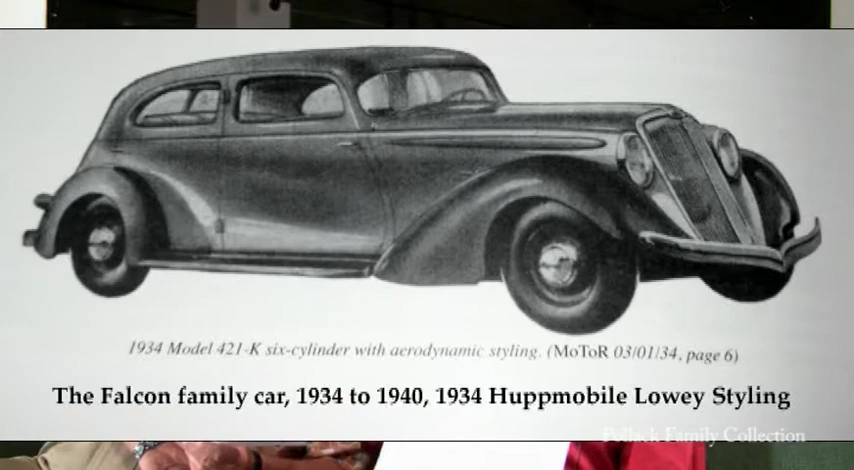 1934 Model 421-K six-cylinder with aerodynamic styling. (MoToR 03/01/34, page 6)
The Falcon family car, 1934 to 1940, 1934 Huppmobile Lowey Styling
Pollack Family Collection